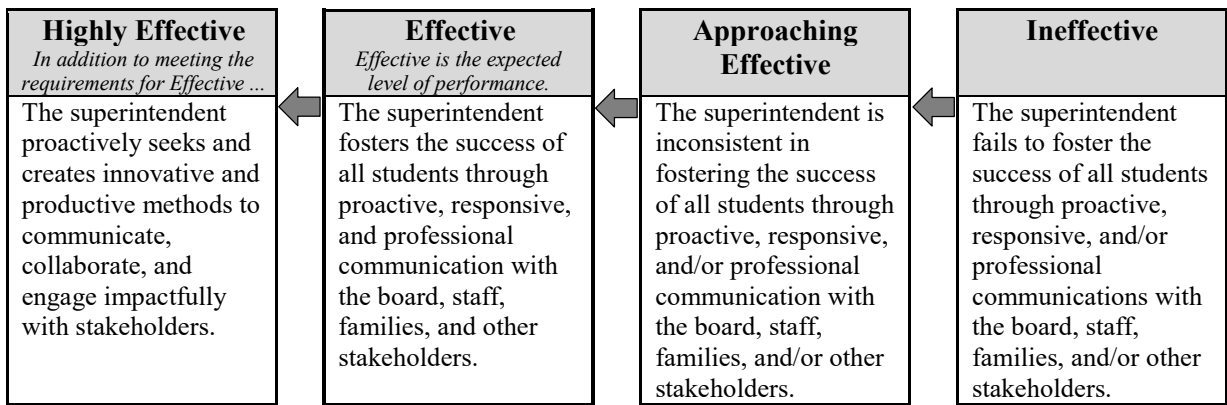 Highly Effective
In addition to meeting the
requirements for Effective ...
The superintendent
proactively seeks and
creates innovative and
productive methods to
communicate,
collaborate, and
engage impactfully
with stakeholders.
Effective
Effective is the expected
level of performance.
The superintendent
fosters the success of
all students through
proactive, responsive,
and professional
communication with
the board, staff,
families, and other
stakeholders.
Approaching
Effective
The superintendent is
inconsistent in
fostering the success
of all students through
proactive, responsive,
and/or professional
communication with
the board, staff,
families, and/or other
stakeholders.
Ineffective
The superintendent
fails to foster the
success of all students
through proactive,
responsive, and/or
professional
communications with
the board, staff,
families, and/or other
stakeholders.